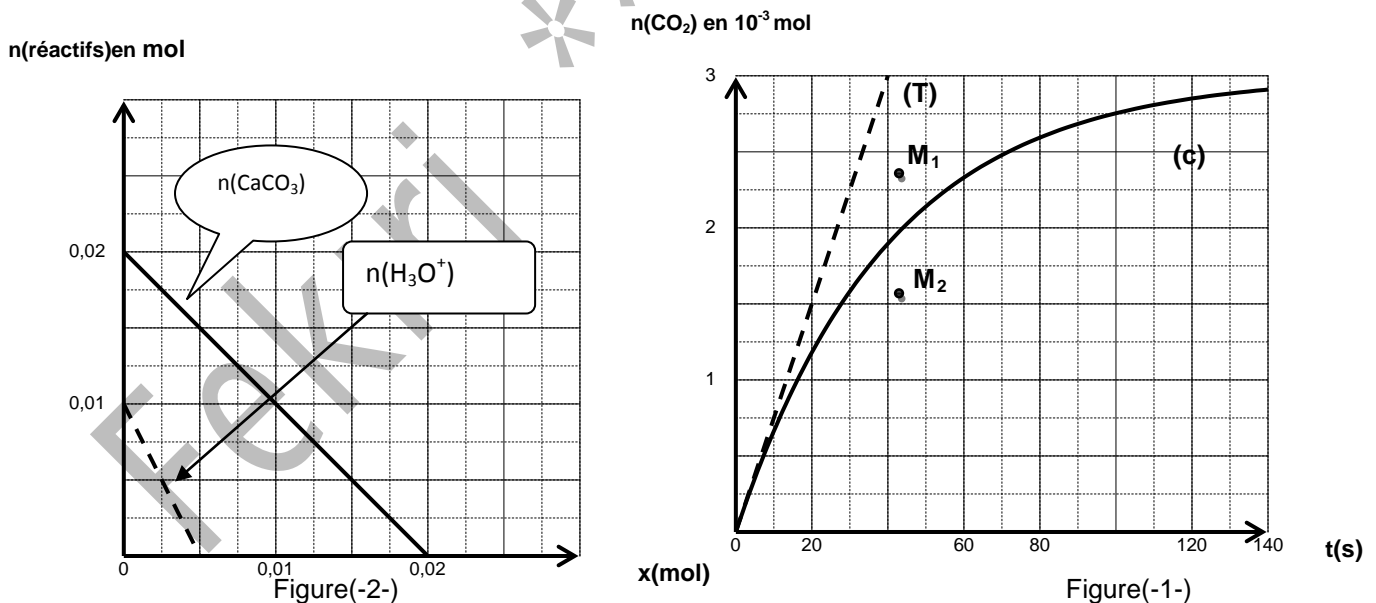 n(CO₂) en 10⁻³ mol
n(réactifs)en mol
n(CaCO₃)
n(H₃O⁺)
0,02
0,01
0
0,01
0,02
x(mol)
Figure(-2-)
3
2
1
(T)
M₁
(c)
M₂
0
20
60
80
120
140
t(s)
Figure(-1-)
Fekri